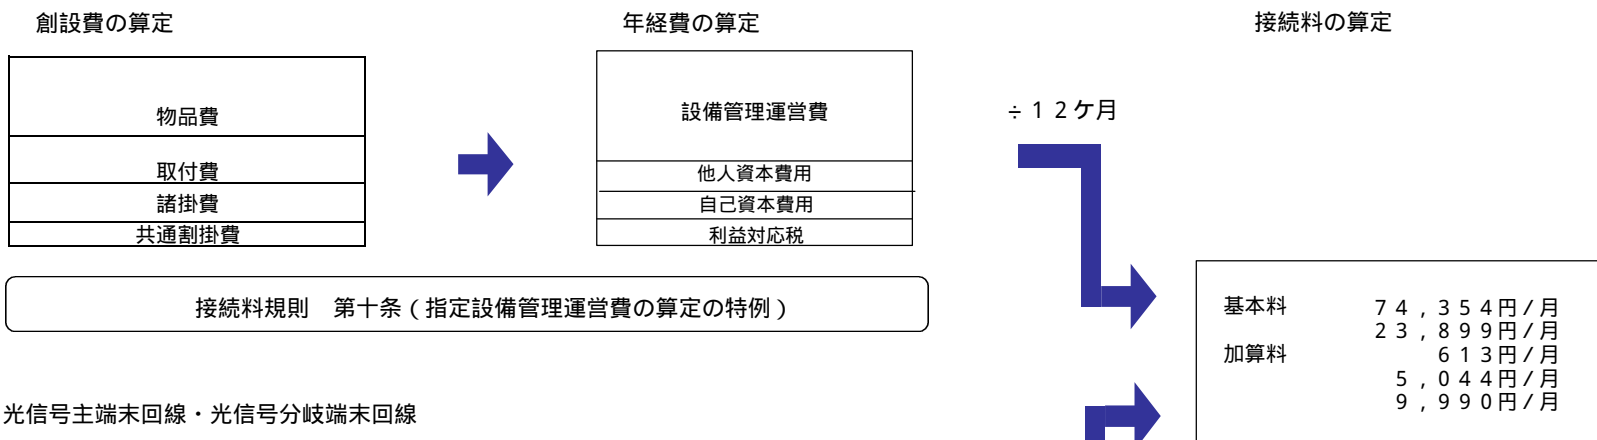 創設費の算定
年経費の算定
接続料の算定
物品費
取付費
諸掛費
共通割掛費
設備管理運営費
他人資本費用
自己資本費用
利益対応税
÷１２ケ月
接続料規則　第十条（指定設備管理運営費の算定の特例）
基本料　７４，３５４円／月
２３，８９９円／月
加算料　６１３円／月
５，０４４円／月
９，９９０円／月
光信号主端末回線・光信号分岐端末回線